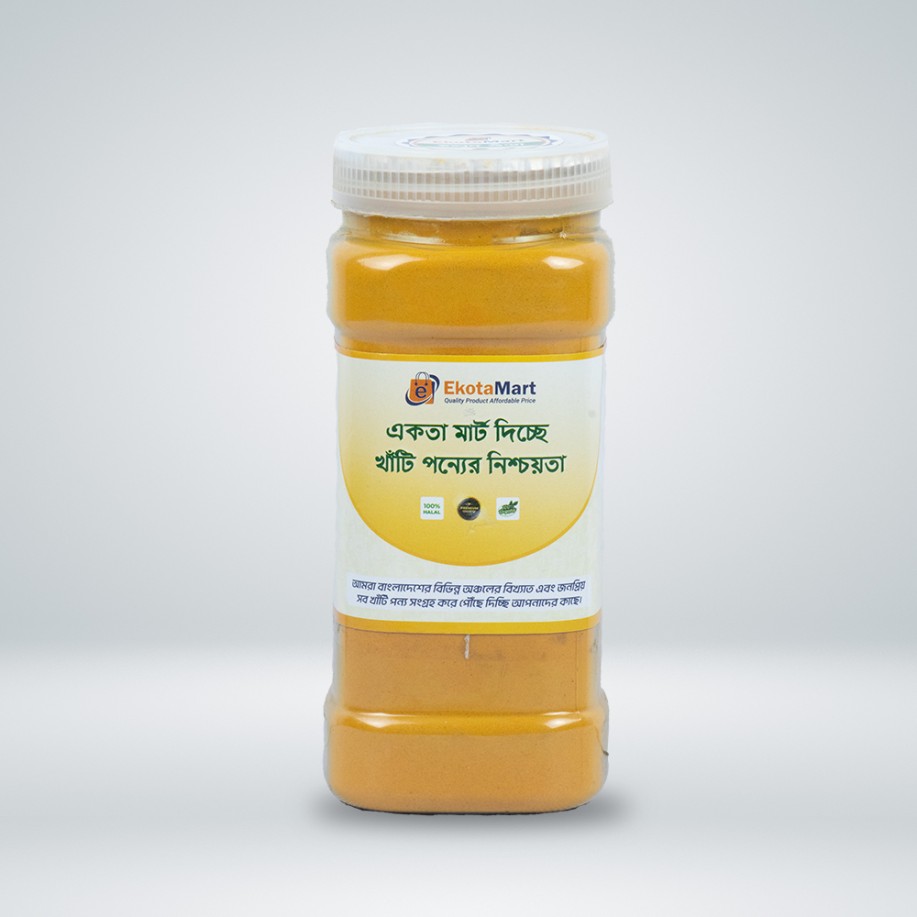 EkotaMart
EkotaMart
Quality Product Affordable Price
একতা মার্ট দিচ্ছে
খাঁটি পন্যের নিশ্চয়তা
100%
HALAL
আমরা বাংলাদেশের বিভিন্ন অঞ্চলের বিখ্যাত এবং জনপ্রিয়
সব খাঁটি পন্য সংগ্রহ করে পৌঁছে দিচ্ছি আপনাদের কাছে।